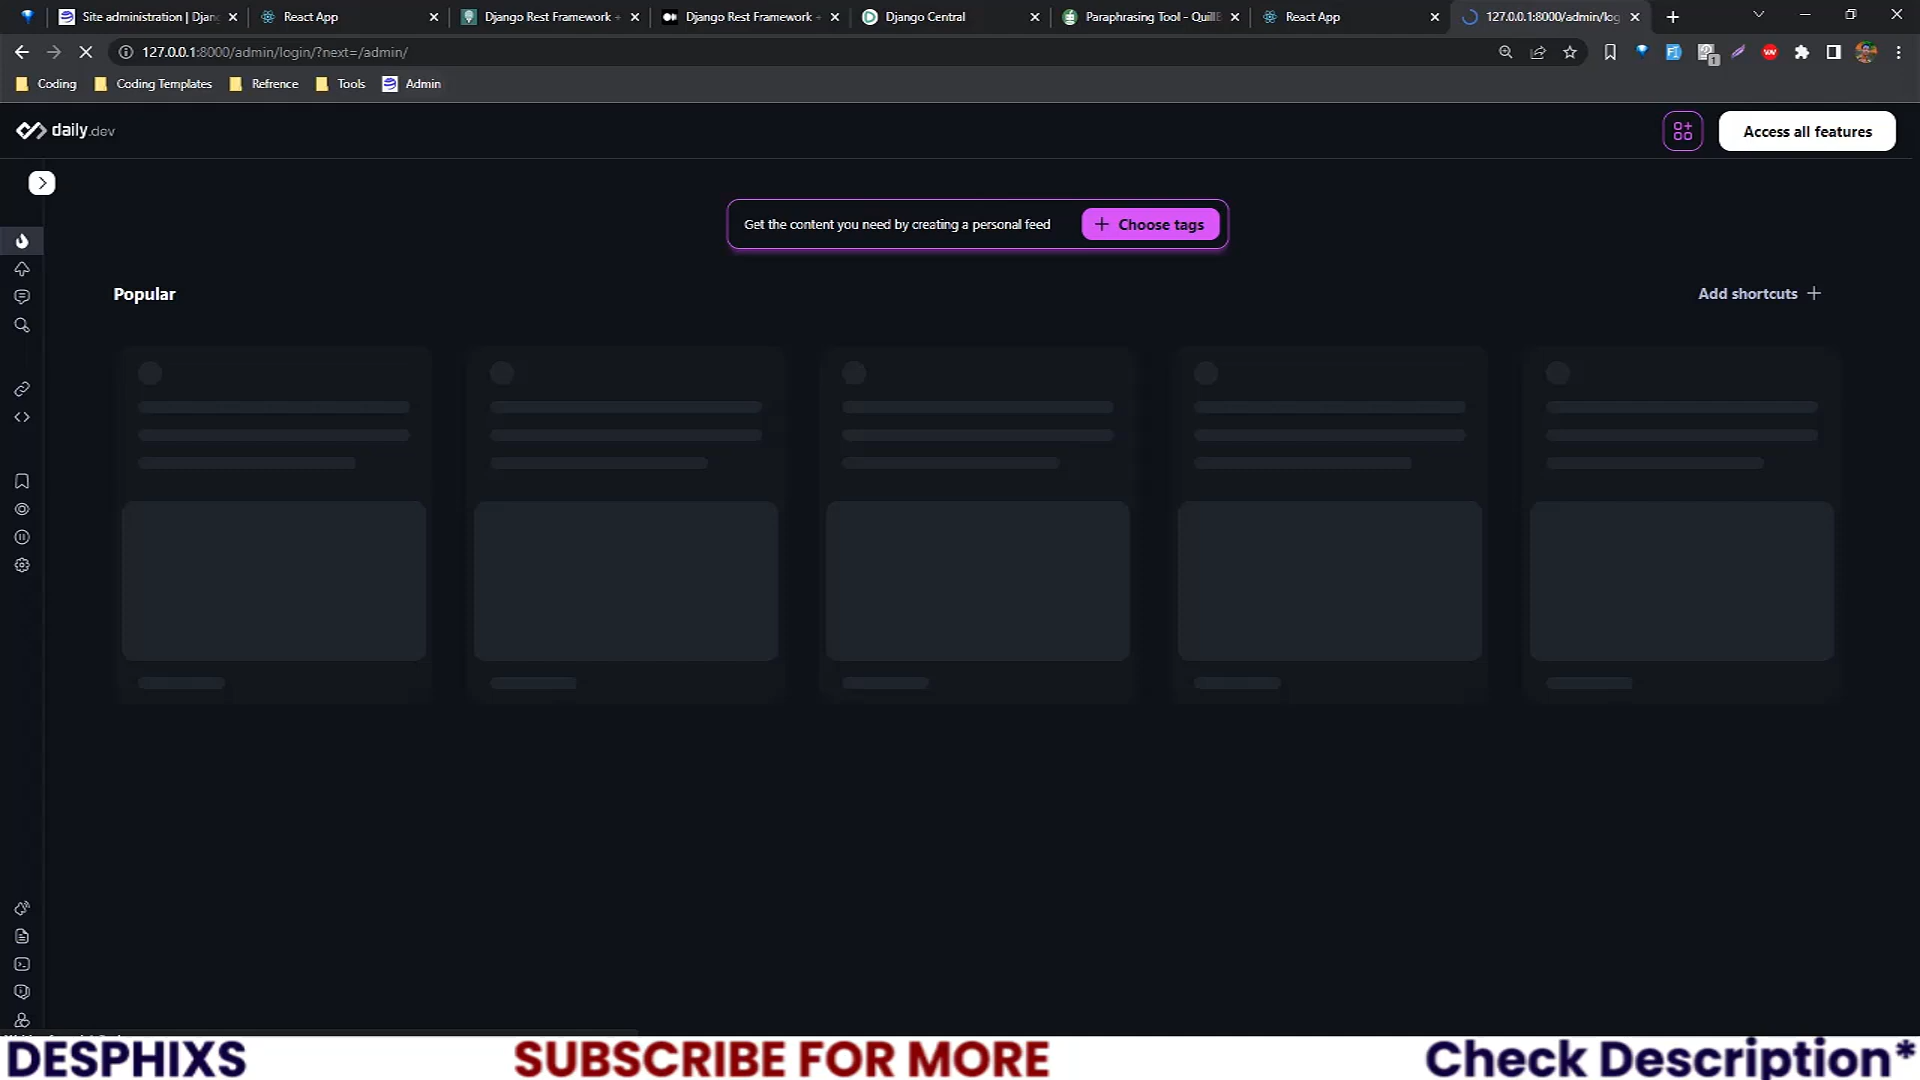 Site administration | Djan
React App
Django Rest Framework +
Django Rest Framework +
Django Central
Paraphrasing Tool - QuillB
React App
127.0.0.1:8000/admin/log
127.0.0.1:8000/admin/login/?next=/admin/
1
Coding
Coding Templates
Refrence
Tools
Admin
daily.dev
Access all features
Get the content you need by creating a personal feed
Choose tags
Popular
Add shortcuts
DESPHIXS
SUBSCRIBE FOR MORE
Check Description*